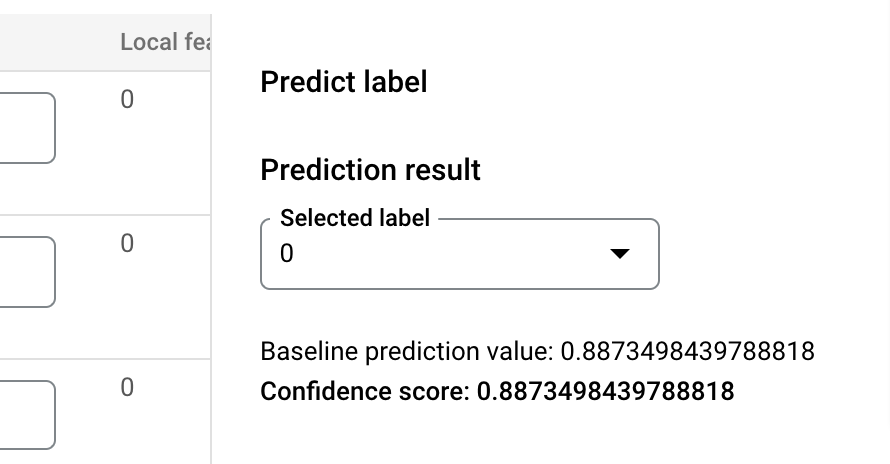 Local fea
0
0
0
Predict label
Prediction result
Selected label
0
Baseline prediction value: 0.8873498439788818
Confidence score: 0.8873498439788818